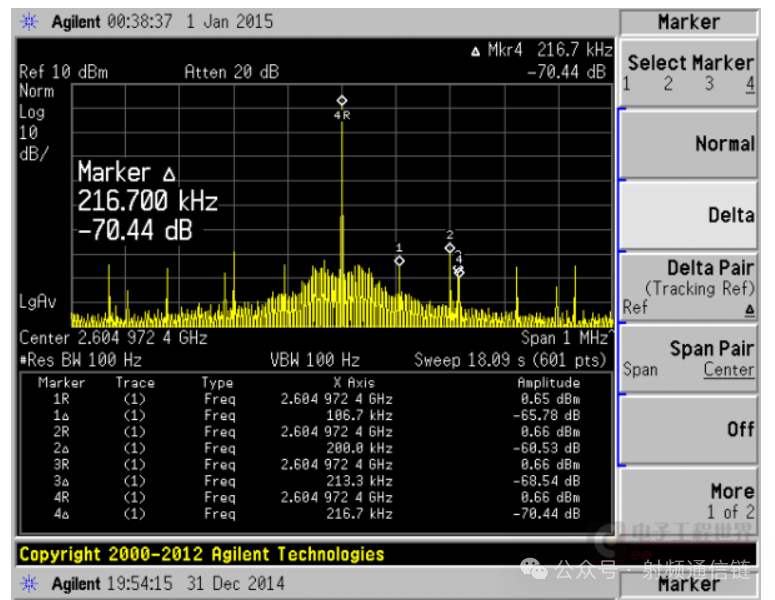 Agilent 00:38:37 1 Jan 2015
Marker
Δ Mkr4 216.7 kHz
Ref 10 dBm Atten 20 dB -70.44 dB
Norm
Log
10
dB/
4R
Marker Δ
216.700 kHz
-70.44 dB
1
2
4
LgAv
Center 2.604 972 4 GHz Span 1 MHz^
#Res BW 100 Hz VBW 100 Hz Sweep 18.09 s (601 pts)
Marker Trace Type X Axis Amplitude
1R (1) Freq 2.604 972 4 GHz 0.65 dBm
1Δ (1) Freq 106.7 kHz -65.78 dB
2R (1) Freq 2.604 972 4 GHz 0.66 dBm
2Δ (1) Freq 200.0 kHz -60.53 dB
3R (1) Freq 2.604 972 4 GHz 0.66 dBm
3Δ (1) Freq 213.3 kHz -68.54 dB
4R (1) Freq 2.604 972 4 GHz 0.66 dBm
4Δ (1) Freq 216.7 kHz -70.44 dB
Select Marker
1 2 3 4
Normal
Delta
Delta Pair
(Tracking Ref)
Ref Δ
Span Pair
Span Center
Off
More
1 of 2
电子工程世界
Copyright 2000-2012 Agilent Technologies
公众号 · 射频通信链
Agilent 19:54:15 31 Dec 2014
Marker